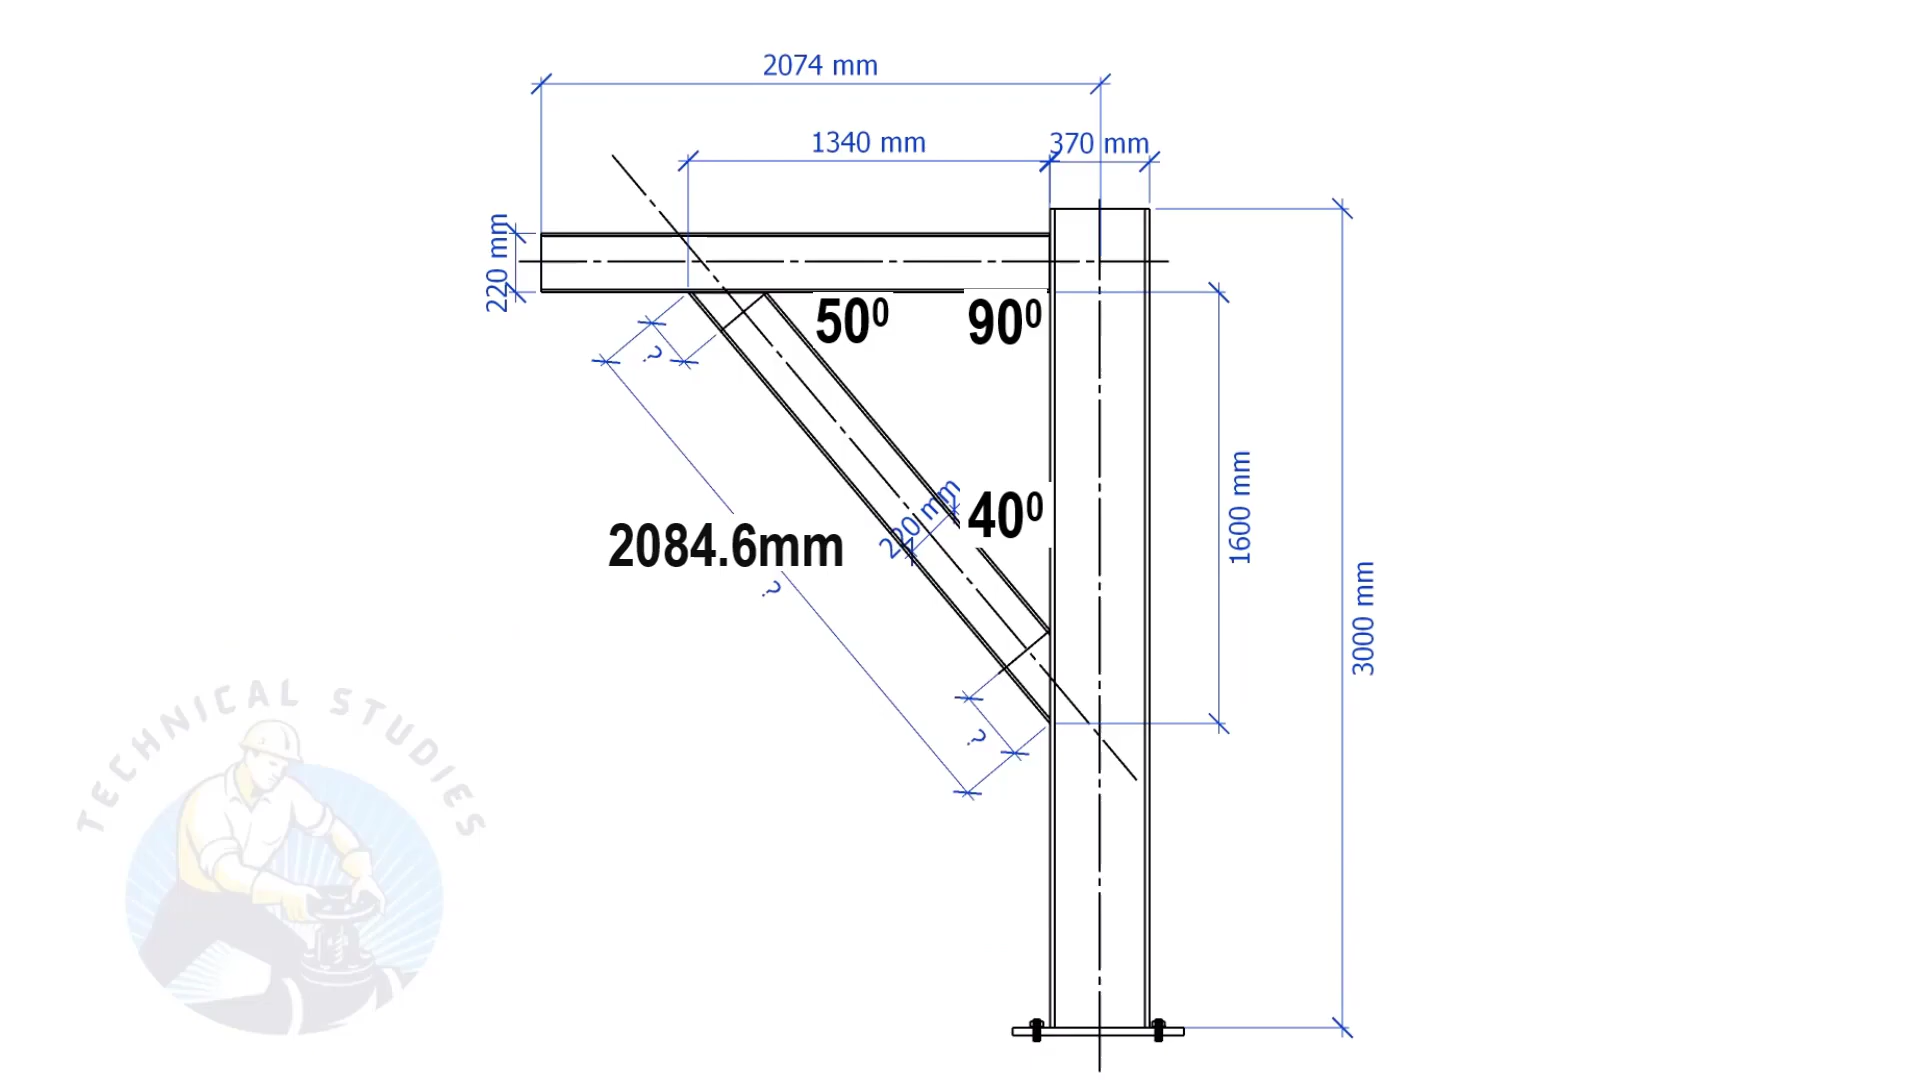 2074 mm
1340 mm
370 mm
220 mm
50⁰
90⁰
?
220 mm
40⁰
2084.6mm
?
1600 mm
3000 mm
?
TECHNICAL STUDIES